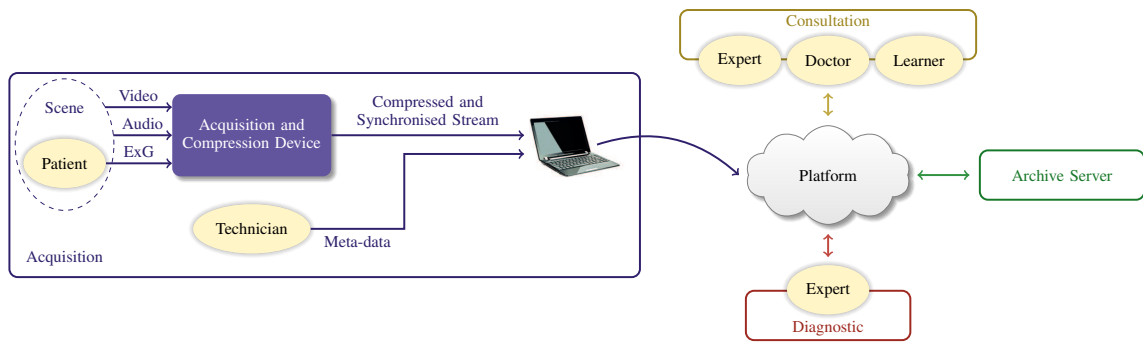 Consultation
Expert
Doctor
Learner
Scene
Video
Audio
ExG
Patient
Acquisition and
Compression Device
Compressed and
Synchronised Stream
Platform
Archive Server
Technician
Meta-data
Acquisition
Expert
Diagnostic